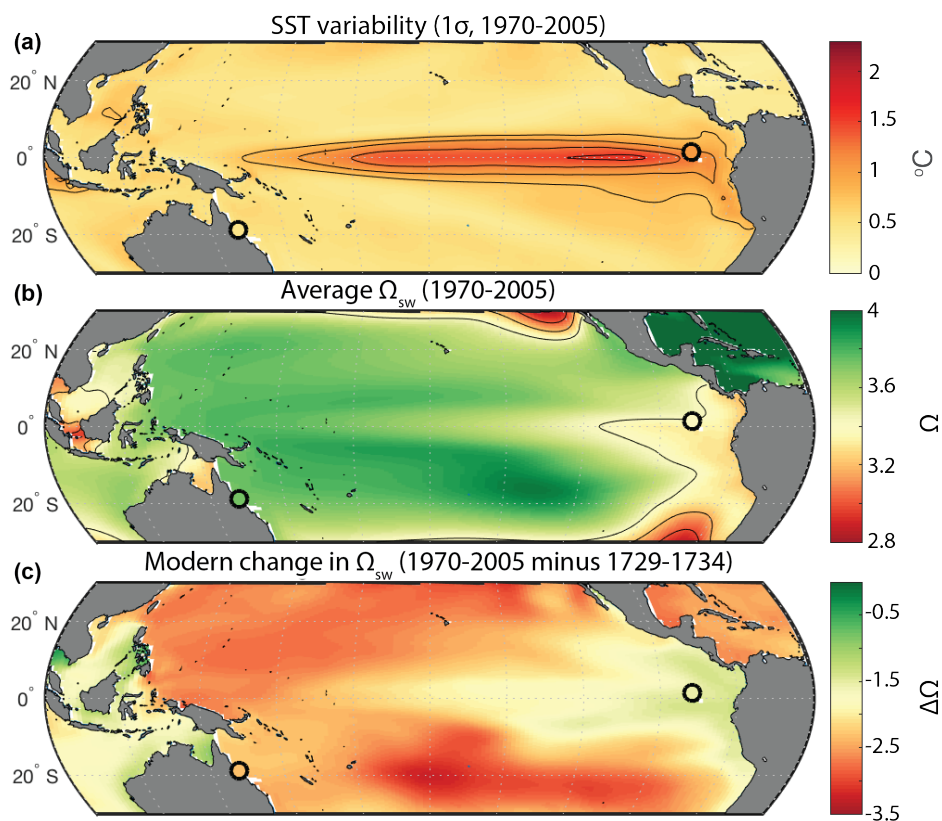 SST variability (1σ, 1970-2005)
(a)
20° N
0°
20° S
2
1.5
1
0.5
0
°C
Average Ωsw (1970-2005)
(b)
20° N
0°
20° S
4
3.6
3.2
2.8
Ω
Modern change in Ωsw (1970-2005 minus 1729-1734)
(c)
20° N
0°
20° S
-0.5
-1.5
-2.5
-3.5
ΔΩ